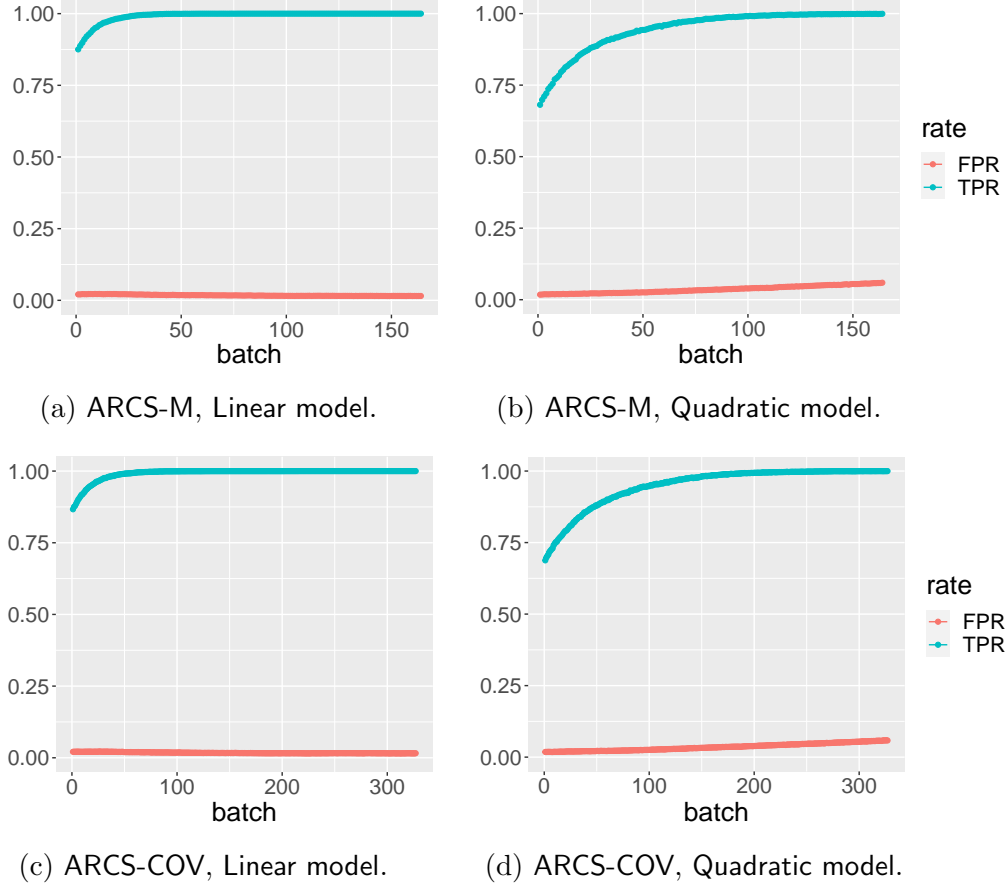 1.00
0.75
0.50
0.25
0.00
0 50 100 150
batch
(a) ARCS-M, Linear model.
1.00
0.75
0.50
0.25
0.00
0 50 100 150
batch
rate
FPR
TPR
(b) ARCS-M, Quadratic model.
1.00
0.75
0.50
0.25
0.00
0 100 200 300
batch
(c) ARCS-COV, Linear model.
1.00
0.75
0.50
0.25
0.00
0 100 200 300
batch
rate
FPR
TPR
(d) ARCS-COV, Quadratic model.